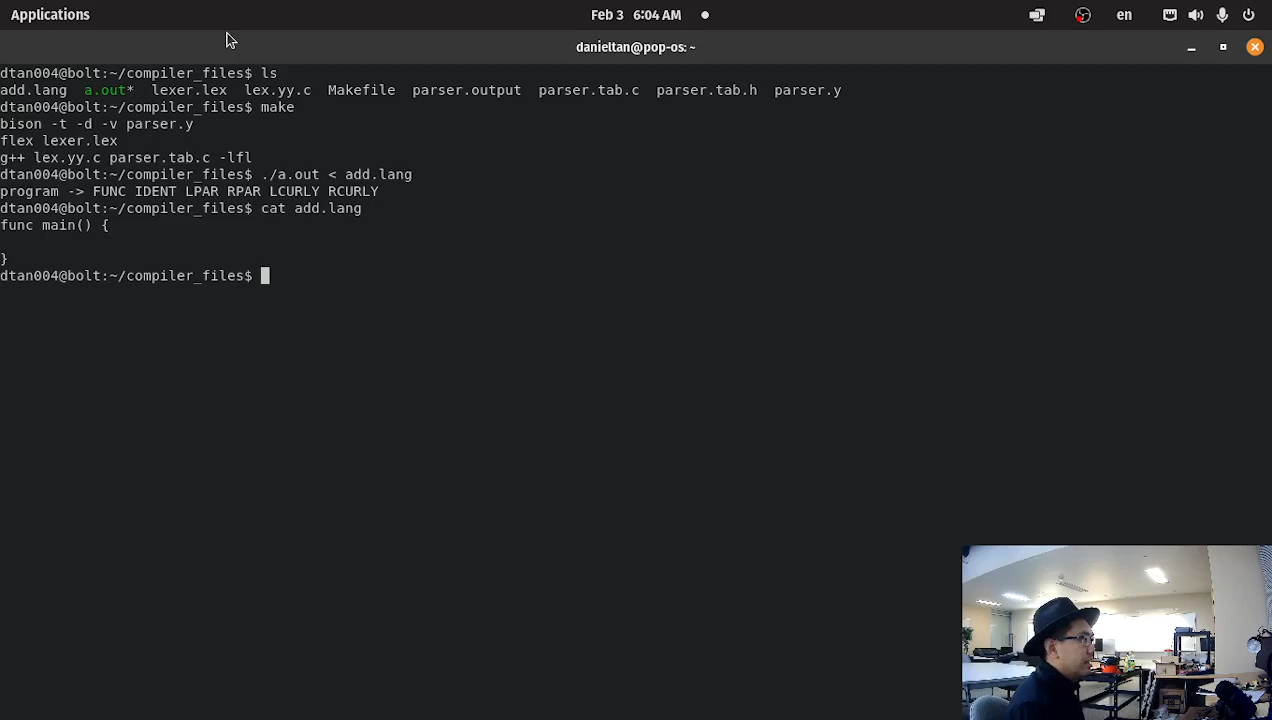 Applications
Feb 3 6:04 AM
en
danieltan@pop-os: ~
dtan004@bolt:~/compiler_files$ ls
add.lang a.out* lexer.lex lex.yy.c Makefile parser.output parser.tab.c parser.tab.h parser.y
dtan004@bolt:~/compiler_files$ make
bison -t -d -v parser.y
flex lexer.lex
g++ lex.yy.c parser.tab.c -lfl
dtan004@bolt:~/compiler_files$ ./a.out < add.lang
program -> FUNC IDENT LPAR RPAR LCURLY RCURLY
dtan004@bolt:~/compiler_files$ cat add.lang
func main() {
}
dtan004@bolt:~/compiler_files$